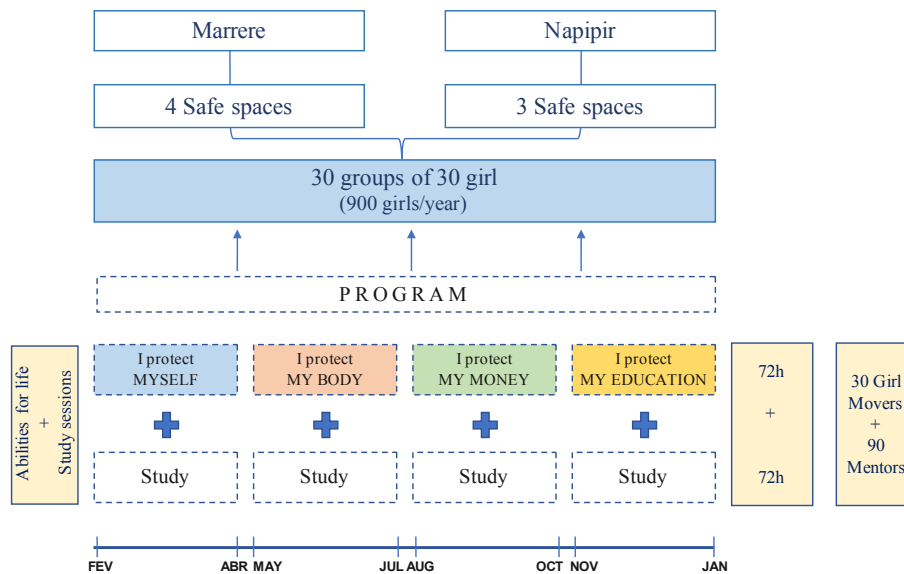 Marrere
Napipir
4 Safe spaces
3 Safe spaces
30 groups of 30 girl
(900 girls/year)
PROGRAM
Abilities for life
+
Study sessions
I protect
MYSELF
I protect
MY BODY
I protect
MY MONEY
I protect
MY EDUCATION
Study
Study
Study
Study
72h
+
72h
30 Girl
Movers
+
90
Mentors
FEV
ABR
MAY
JUL
AUG
OCT
NOV
JAN